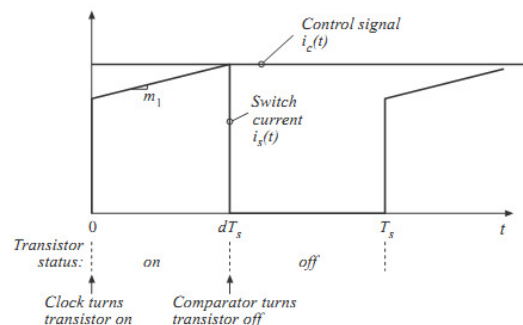 Control signal
i_c(t)
m_1
Switch
current
i_s(t)
0
dT_s
T_s
t
Transistor
status:
on
off
Clock turns
transistor on
Comparator turns
transistor off